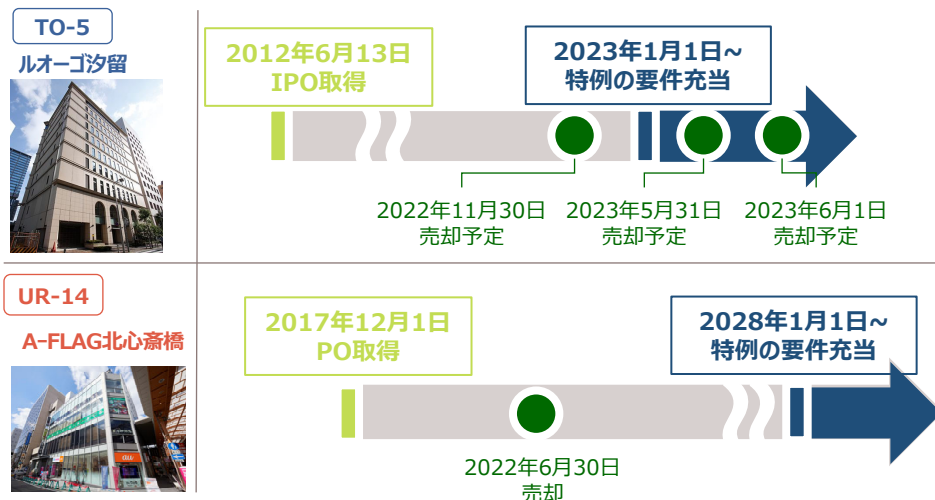 TO-5
ルオーゴ汐留
2012年6月13日
IPO取得
2023年1月1日~
特例の要件充当
2022年11月30日
売却予定
2023年5月31日
売却予定
2023年6月1日
売却予定
UR-14
A-FLAG北心斎橋
2017年12月1日
PO取得
2028年1月1日~
特例の要件充当
2022年6月30日
売却